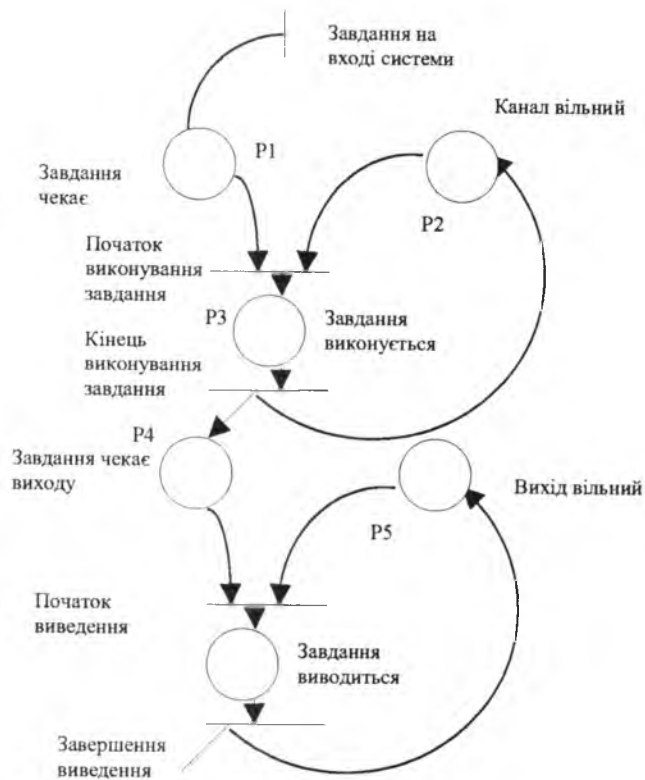 Завдання на
вході системи
Канал вільний
P1
Завдання
чекає
P2
Початок
виконування
завдання
P3
Завдання
виконується
Кінець
виконування
завдання
P4
Завдання чекає
виходу
Вихід вільний
P5
Початок
виведення
Завдання
виводиться
Завершення
виведення